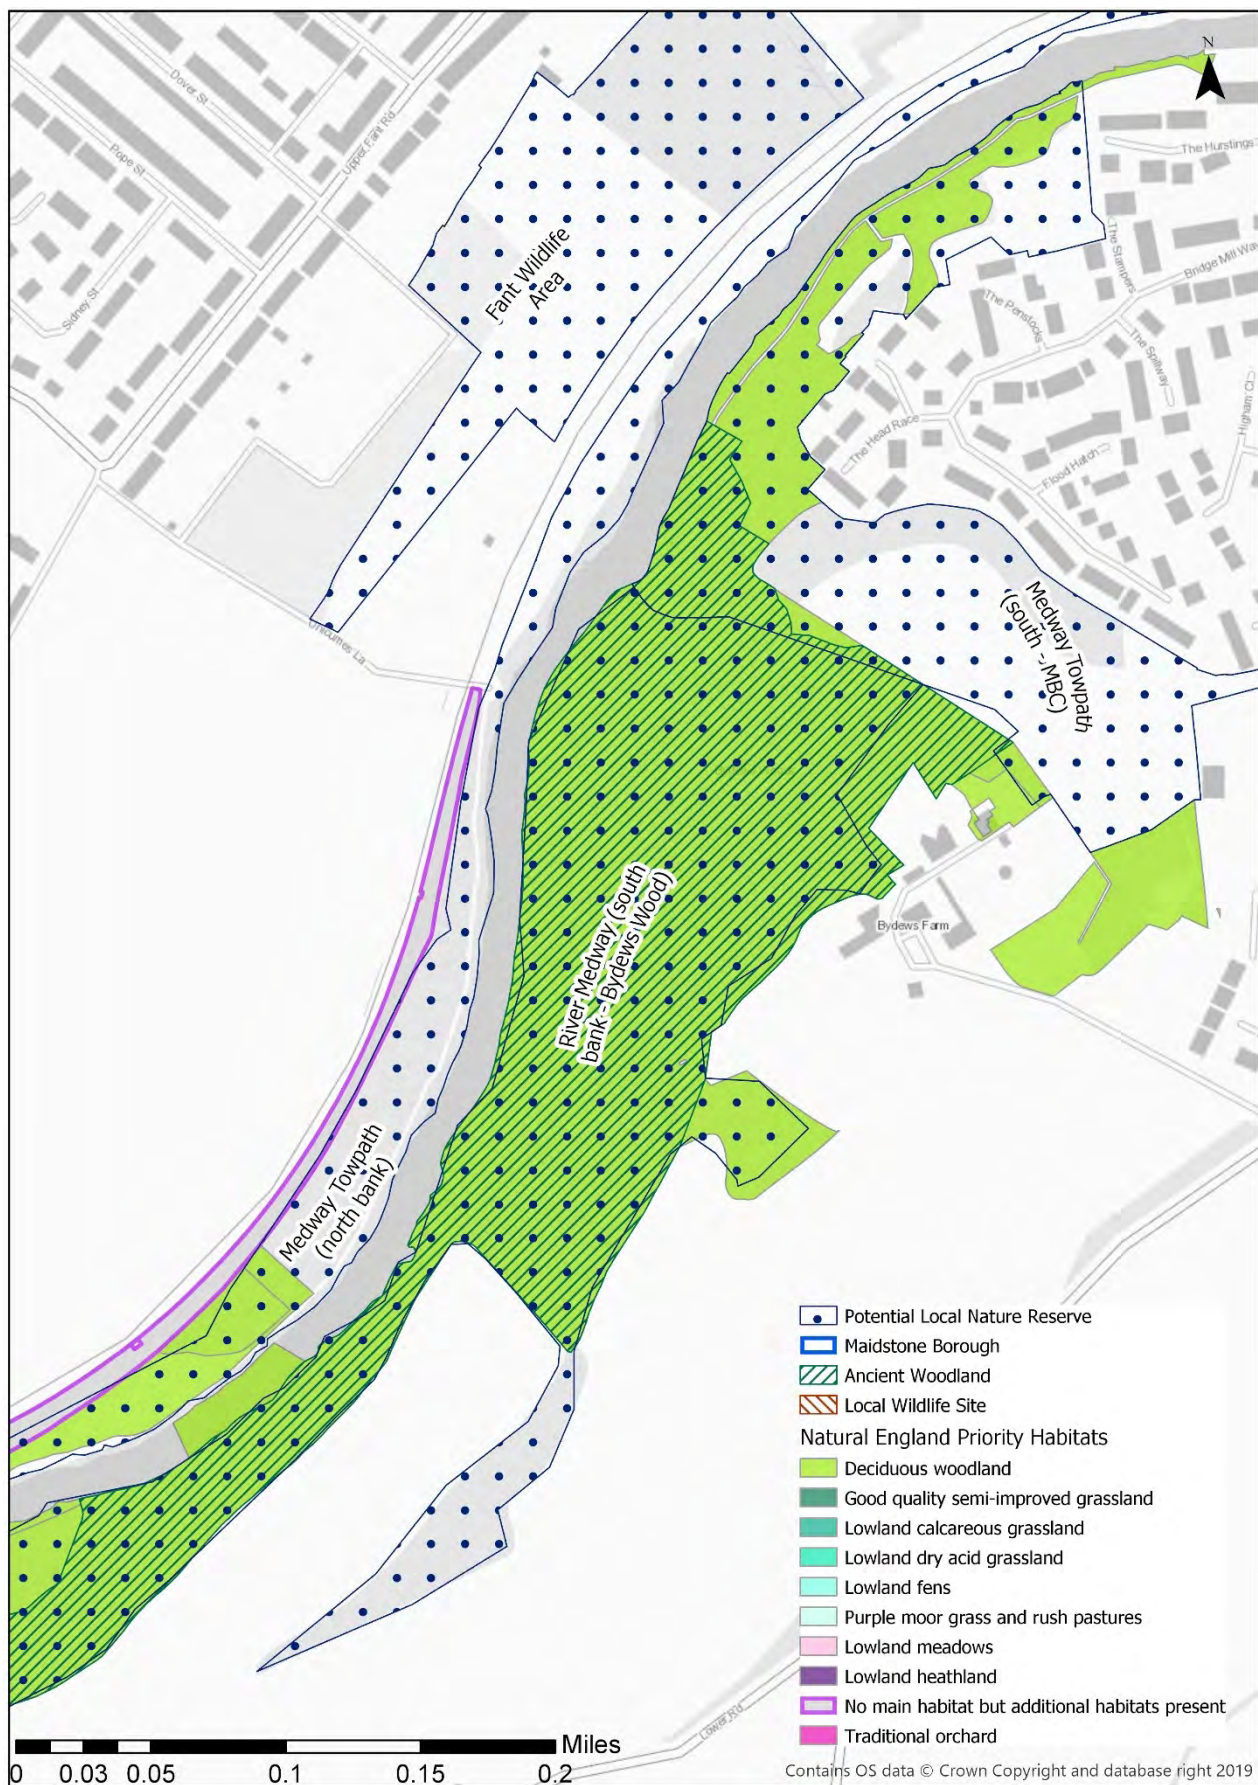 N
Dover St
Pope St
Upper Fant Rd
Sidney St
Fant Wildlife
Area
The Hurstings
The Stampers
Bridge Mill Way
The Penstocks
The Spillway
Higham Cl
The Head Race
Flood Hatch
Medway Towpath
(south - MBC)
Unicumes La
River Medway (south
bank - Bydews Wood)
Bydews Farm
Medway Towpath
(north bank)
Lower Rd
Potential Local Nature Reserve
Maidstone Borough
Ancient Woodland
Local Wildlife Site
Natural England Priority Habitats
Deciduous woodland
Good quality semi-improved grassland
Lowland calcareous grassland
Lowland dry acid grassland
Lowland fens
Purple moor grass and rush pastures
Lowland meadows
Lowland heathland
No main habitat but additional habitats present
Traditional orchard
Miles
0 0.03 0.05 0.1 0.15 0.2
Contains OS data © Crown Copyright and database right 2019